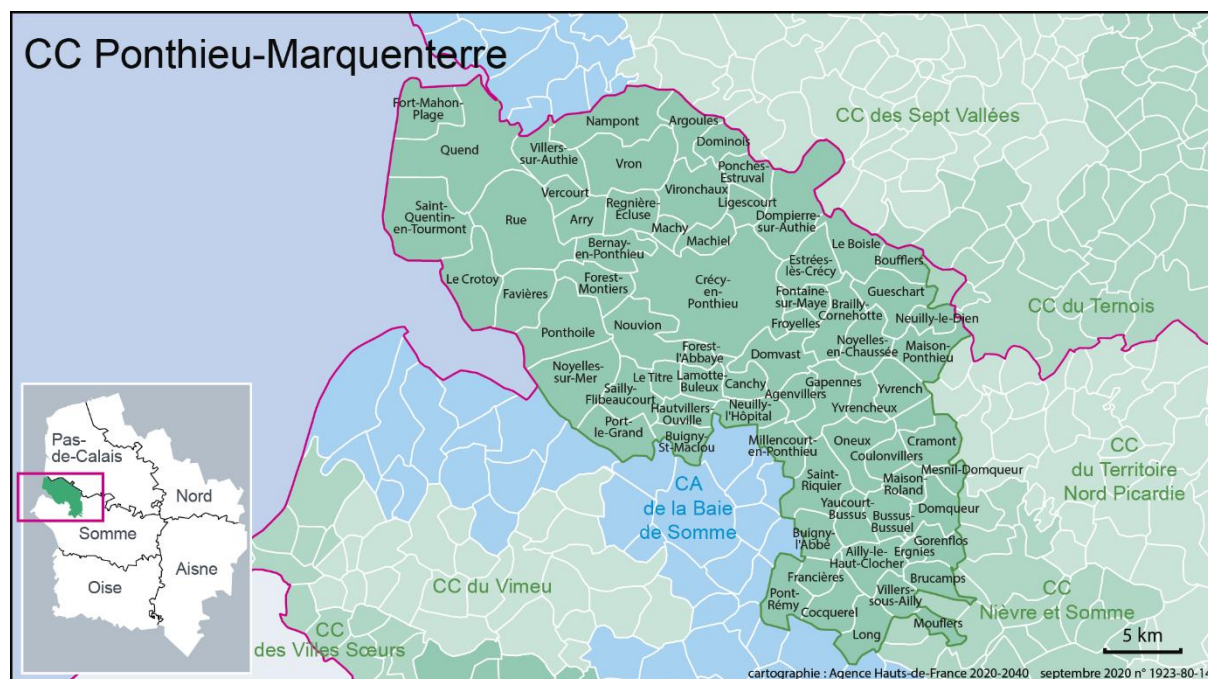 CC Ponthieu-Marquenterre
Fort-Mahon-
Plage
Nampont
Argoules
CC des Sept Vallées
Quend
Villers-
sur-Authie
Dominois
Vron
Ponches-
Estruval
Vercourt
Vironchaux
Saint-
Quentin-
en-Tourmont
Rue
Regnière-
Ecluse
Ligescourt
Arry
Machy
Dompierre-
sur-Authie
Bernay-
en-Ponthieu
Machiel
Le Boisle
Boufflers
Estrées-
lès-Crécy
Le Crotoy
Favières
Forest-
Montiers
Crécy-
en-
Ponthieu
Fontaine-
sur-Maye
Gueschart
Brailly-
Cornehotte
CC du Ternois
Neuilly-le-Dien
Froyelles
Ponthoile
Nouvion
Noyelles-
en-Chaussée
Maison-
Ponthieu
Forest-
l'Abbaye
Domvast
Noyelles-
sur-Mer
Le Titre
Lamotte-
Buleux
Canchy
Gapennes
Yvrench
Sailly-
Flibeaucourt
Agenvillers
Yvrencheux
Hautvillers-
Ouville
Neuilly-
l'Hôpital
Port-
le-Grand
Buigny-
St-Maclou
Millencourt-
en-Ponthieu
Oneux
Cramont
Coulonvillers
CC
du Territoire
Nord Picardie
Mesnil-Domqueur
Saint-
Riquier
Maison-
Roland
CA
de la Baie
de Somme
Yaucourt-
Bussus
Bussus-
Bussuel
Domqueur
Buigny-
l'Abbé
Gorenflos
Ailly-le-
Haut-Clocher
Ergnies
Francières
Brucamps
CC du Vimeu
Pont-
Rémy
Villers-
sous-Ailly
Cocquerel
CC
Nièvre et Somme
Mouflers
Long
CC
des Villes Sœurs
Pas-
de-Calais
Nord
Somme
Aisne
Oise
5 km
cartographie : Agence Hauts-de-France 2020-2040 septembre 2020 n° 1923-80-14